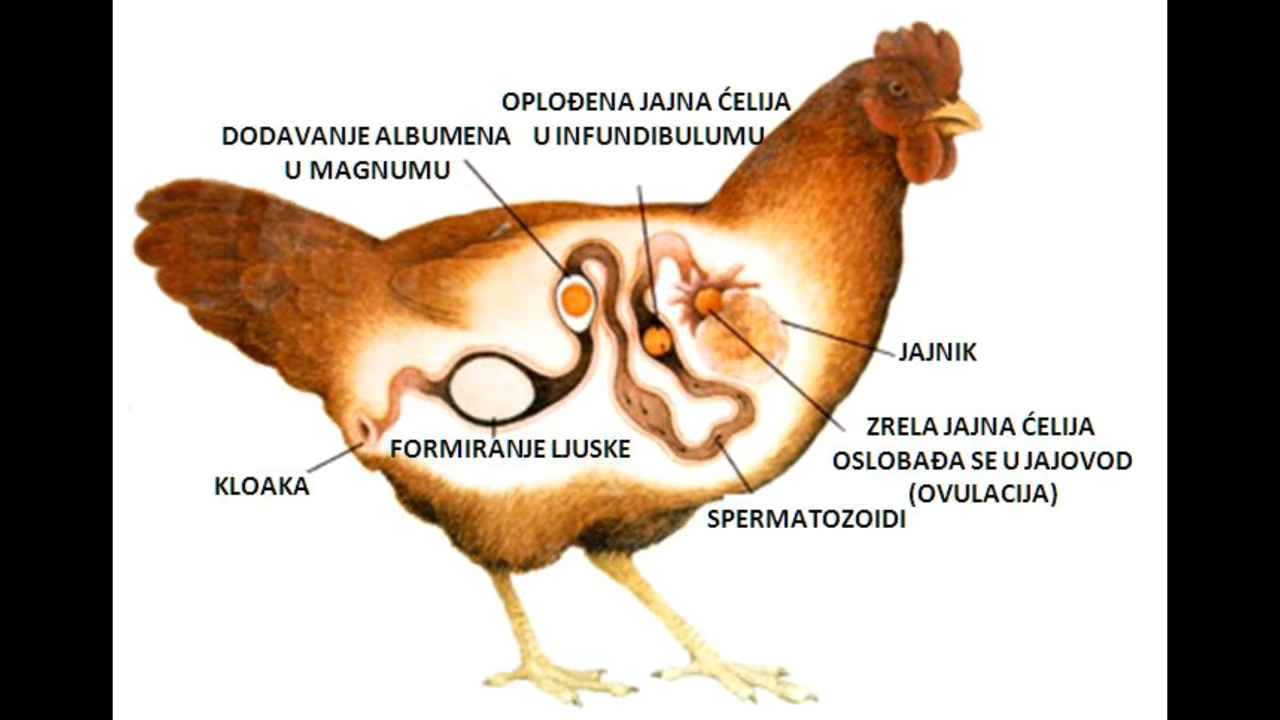 OPLOĐENA JAJNA ĆELIJA
U INFUNDIBULUMU
DODAVANJE ALBUMENA
U MAGNUMU
JAJNIK
ZRELA JAJNA ĆELIJA
OSLOBAĐA SE U JAJOVOD
(OVULACIJA)
FORMIRANJE LJUSKE
KLOAKA
SPERMATOZOIDI